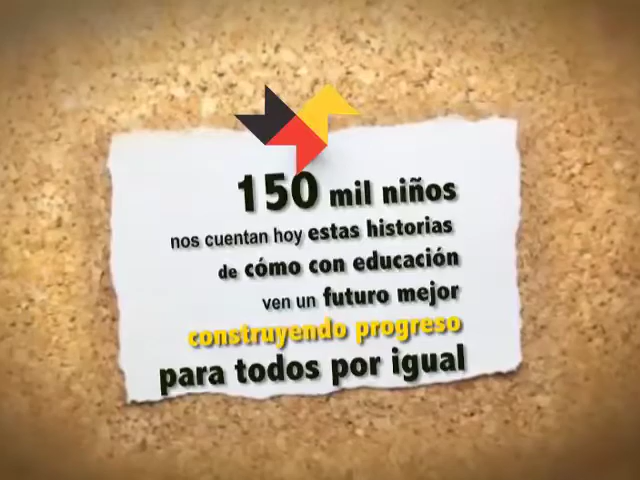 150 mil niños
nos cuentan hoy estas historias
de cómo con educación
ven un futuro mejor
construyendo progreso
para todos por igual